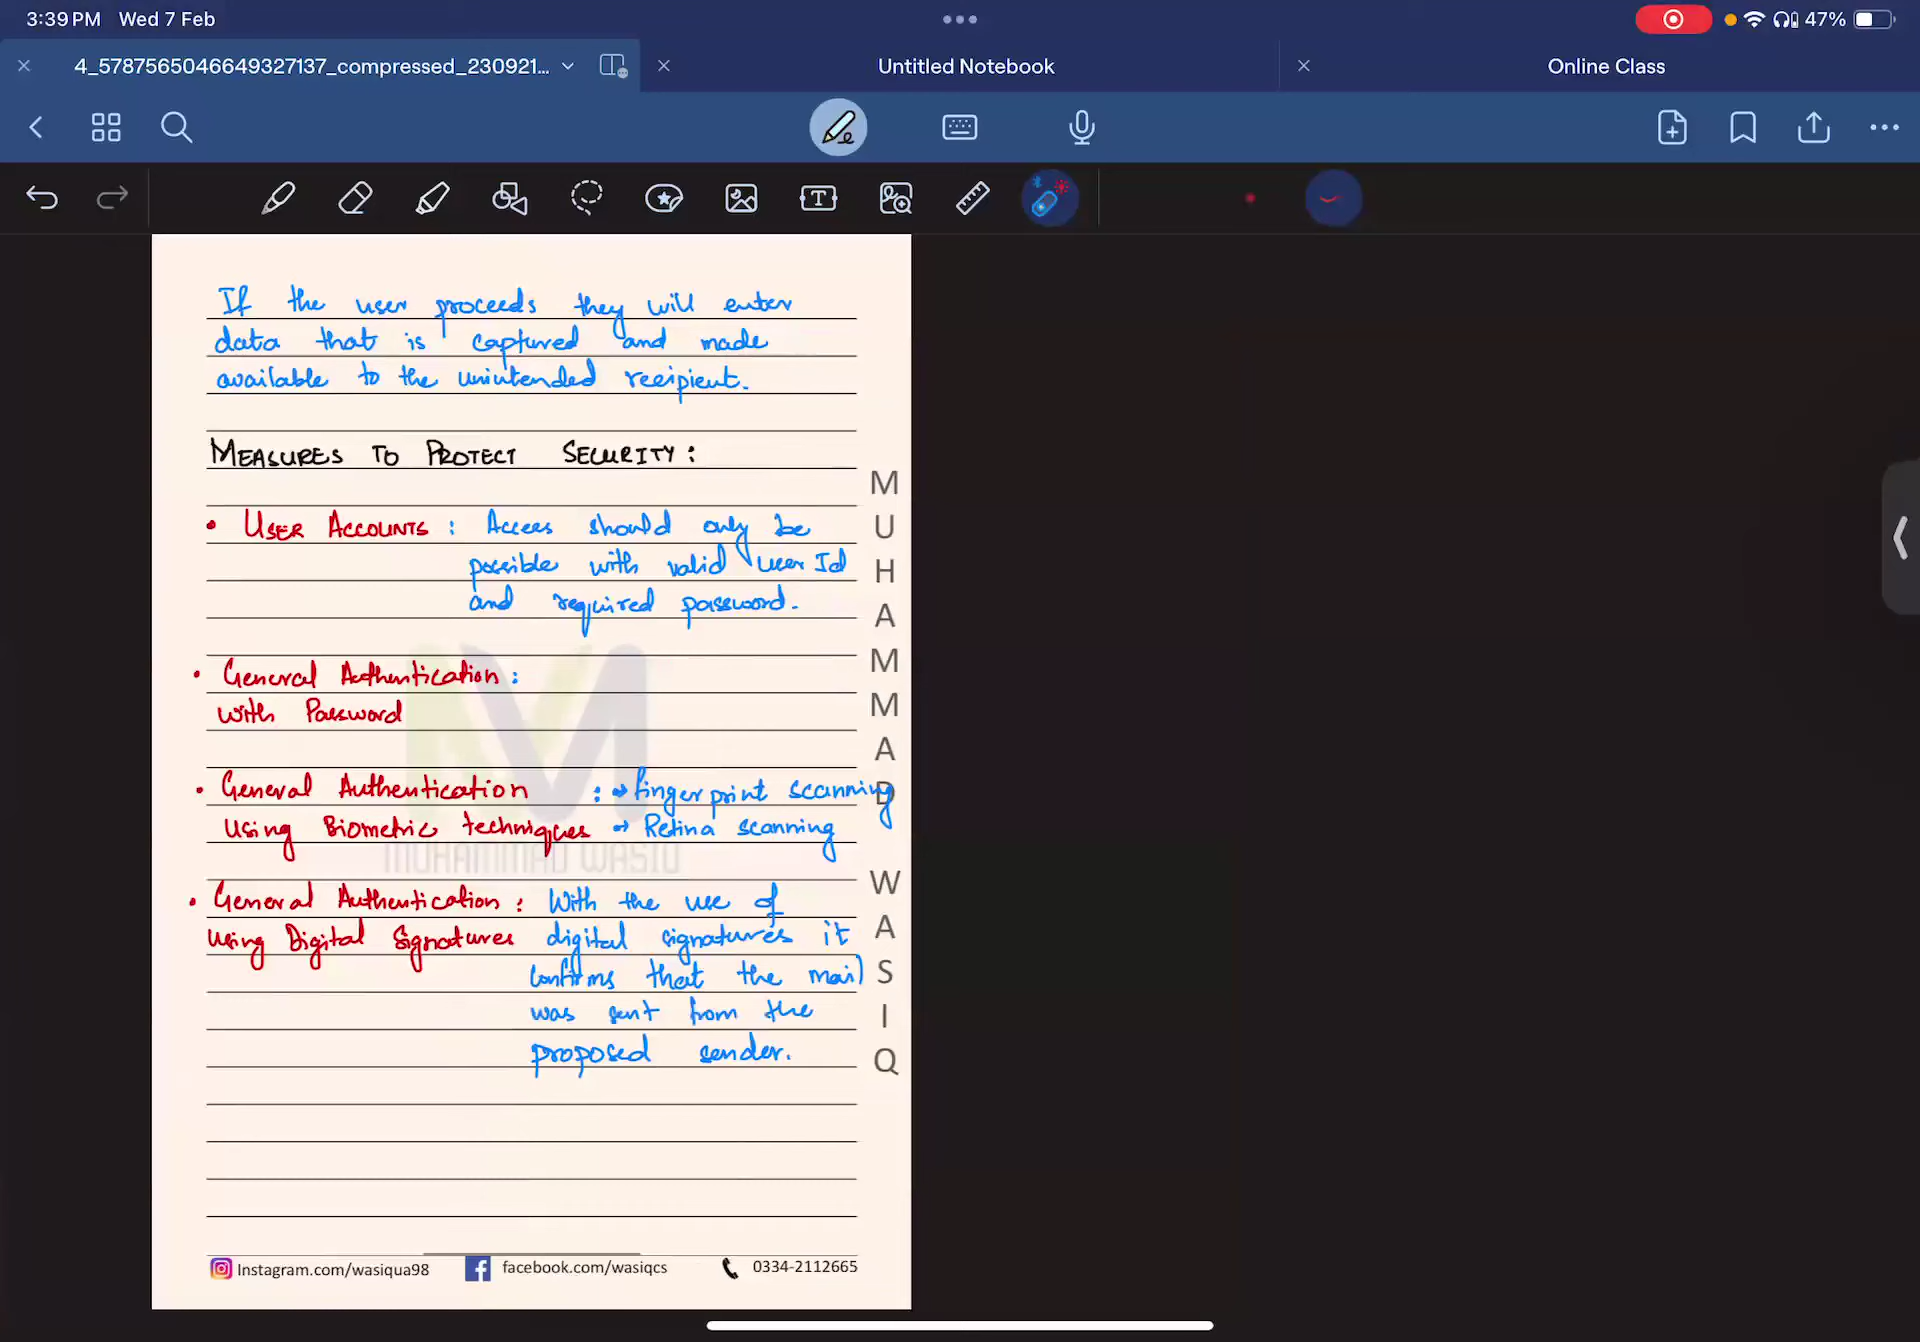 3:39 PM Wed 7 Feb
47%
4_5787565046649327137_compressed_230921...
Untitled Notebook
Online Class
If the user proceeds they will enter
data that is captured and made
available to the unintended recipient.
MEASURES TO PROTECT SECURITY:
• USER ACCOUNTS : Access should only be
possible with valid user Id
and required password.
• General Authentication :
with Password
• General Authentication : → fingerprint scanning
Using Biometric techniques → Retina scanning
• General Authentication : With the use of
Using Digital Signatures digital signatures it
confirms that the mail
was sent from the
proposed sender.
MUHAMMAD WASIQ
MUHAMMAD WASIQ
Instagram.com/wasiqua98 facebook.com/wasiqcs 0334-2112665